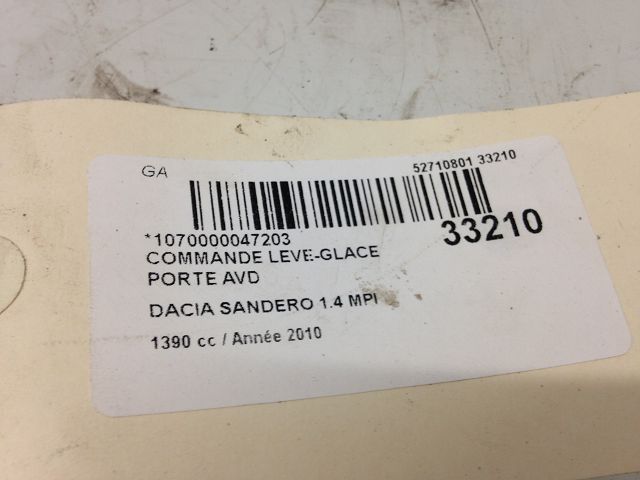 GA
52710801 33210
*1070000047203
33210
COMMANDE LEVE-GLACE
PORTE AVD
DACIA SANDERO 1.4 MPI
1390 cc / Année 2010